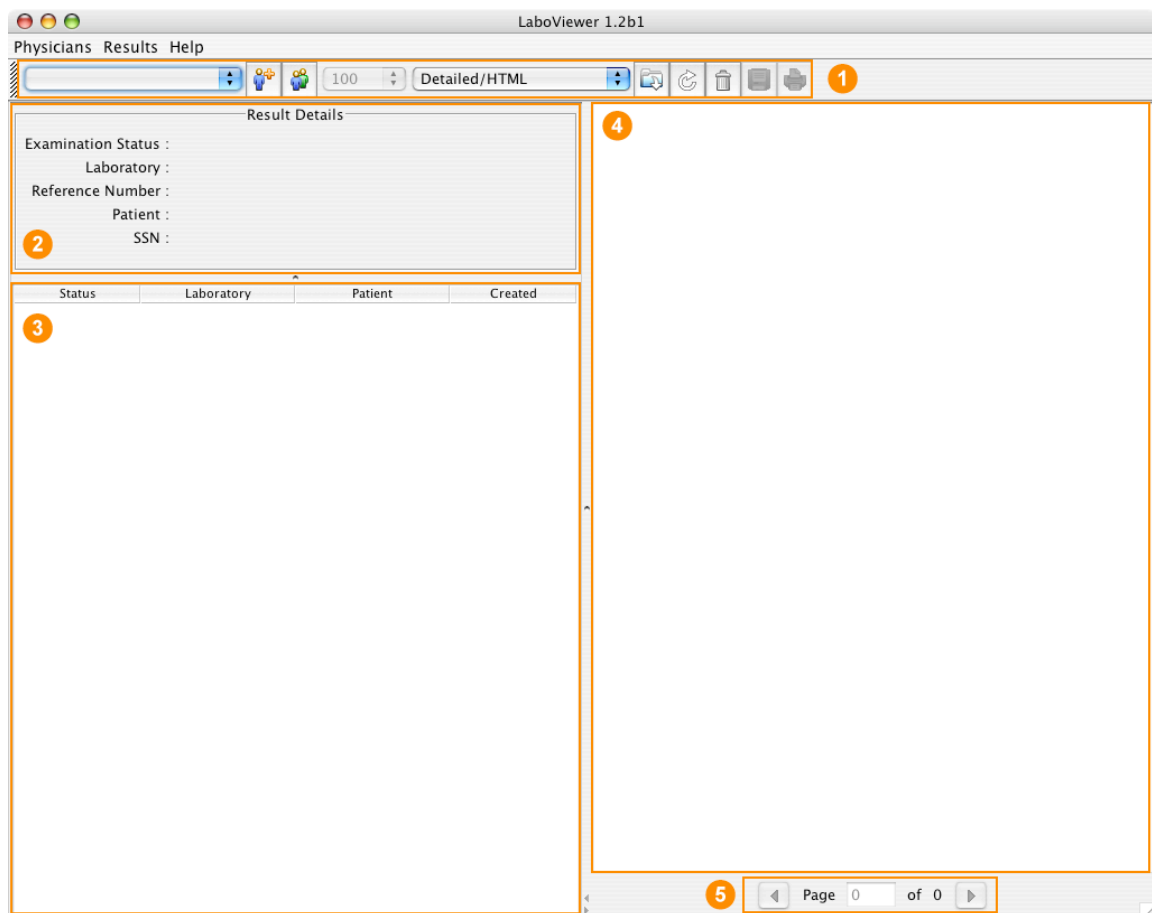 LaboViewer 1.2b1
Physicians Results Help
100 Detailed/HTML 1
Result Details
Examination Status :
Laboratory :
Reference Number :
Patient :
SSN :
2
Status Laboratory Patient Created
3
4
5 Page 0 of 0